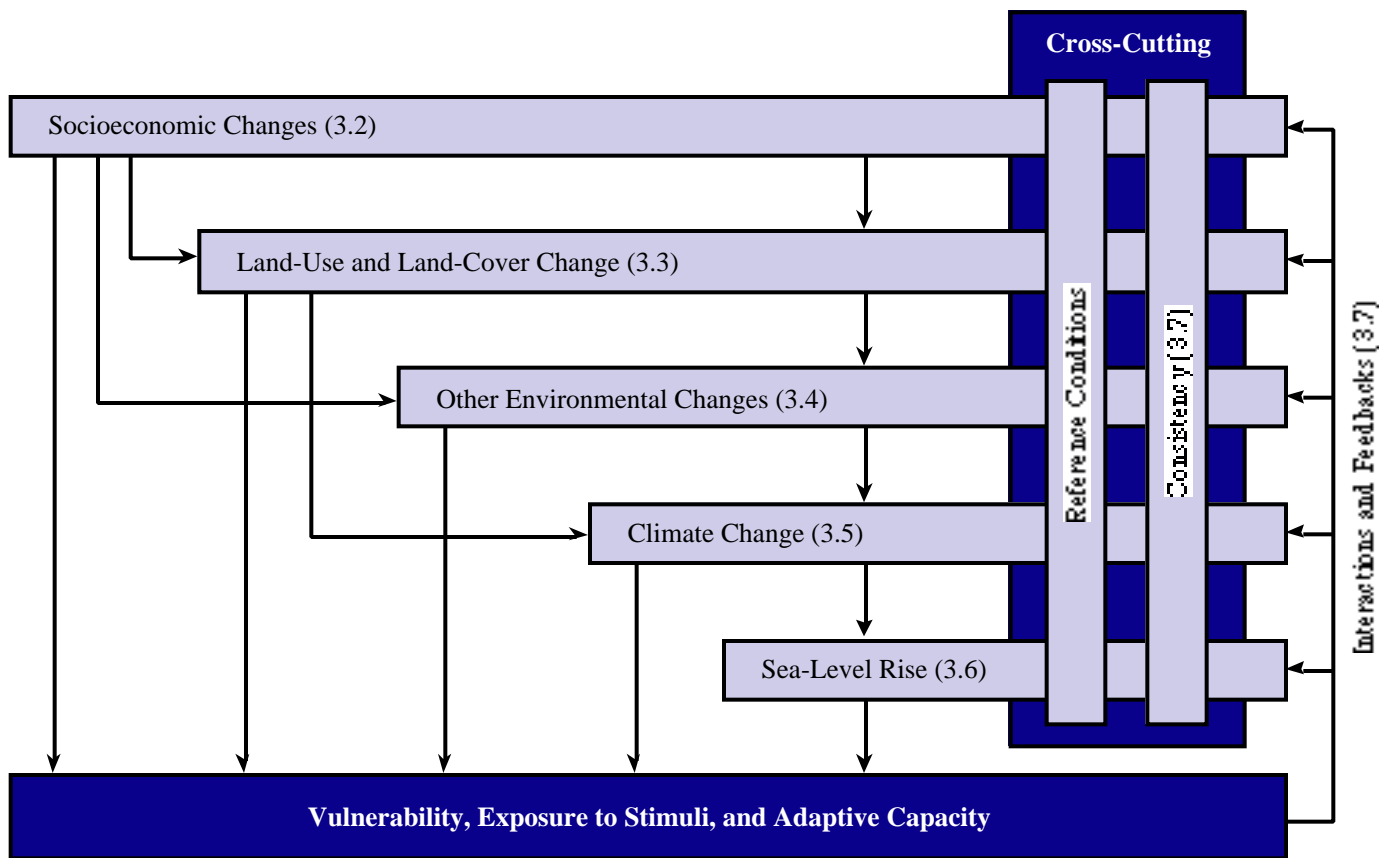 Cross-Cutting
Socioeconomic Changes (3.2)
Land-Use and Land-Cover Change (3.3)
Other Environmental Changes (3.4)
Climate Change (3.5)
Sea-Level Rise (3.6)
Reference Conditions
Consistency (3.7)
Interactions and Feedbacks (3.7)
Vulnerability, Exposure to Stimuli, and Adaptive Capacity